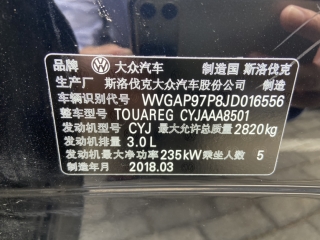 品牌 大众汽车 制造国 斯洛伐克
生产厂 斯洛伐克大众汽车股份公司 制造
车辆识别代号 WVGAP97P8JD016556
整车型号 TOUAREG CYJAAA8501
发动机型号 CYJ 最大允许总质量 2820kg
发动机排量 3.0L
发动机最大净功率 235kW 乘坐人数 5
制造年月 2018.03